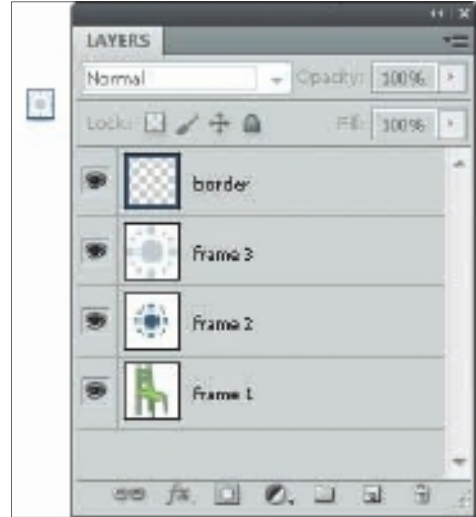 LAYERS
Normal Opacity: 100%
Lock: Fill: 100%
border
frame 3
frame 2
frame 1
fx.